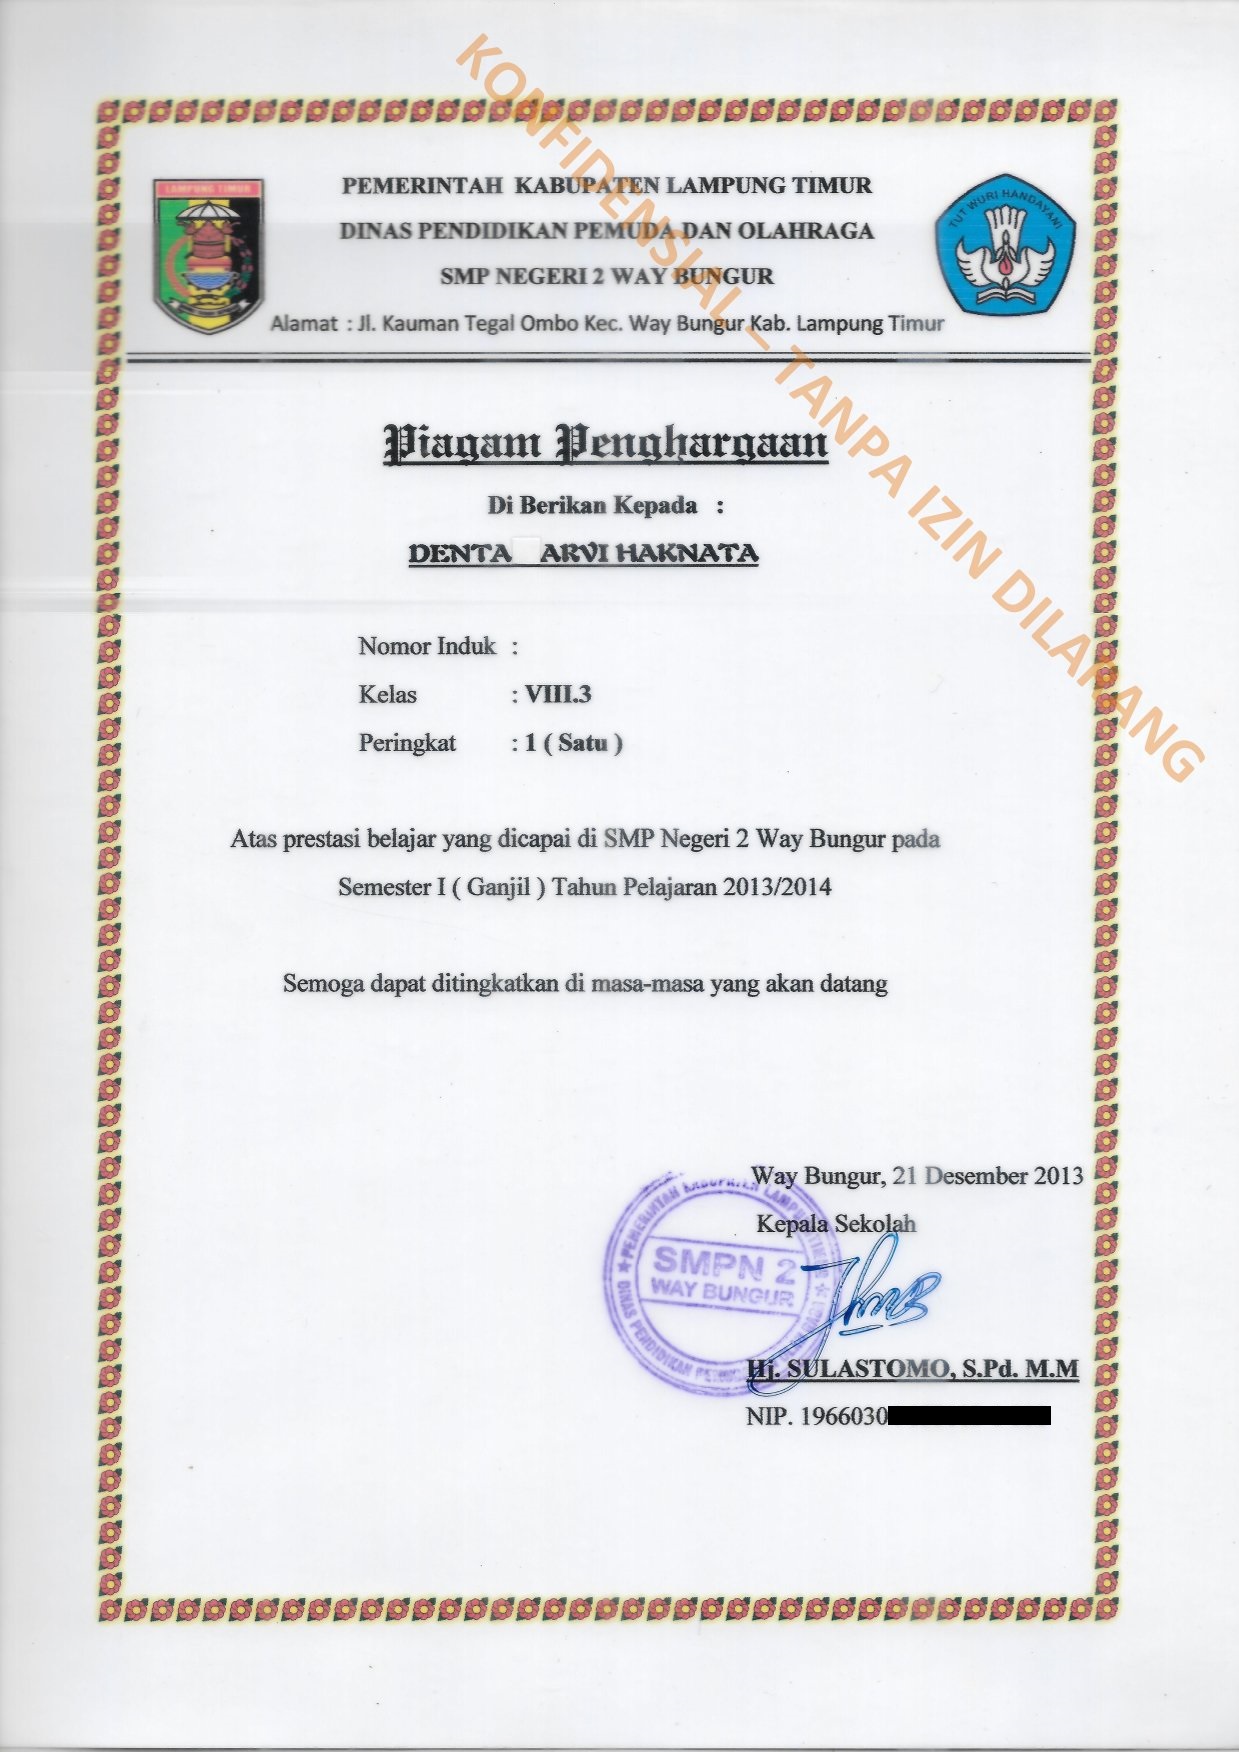 KONFIDENSIAL – TANPA IZIN DILARANG
LAMPUNG TIMUR
PEMERINTAH KABUPATEN LAMPUNG TIMUR
DINAS PENDIDIKAN PEMUDA DAN OLAHRAGA
SMP NEGERI 2 WAY BUNGUR
Alamat : Jl. Kauman Tegal Ombo Kec. Way Bungur Kab. Lampung Timur
TUT WURI HANDAYANI
Piagam Penghargaan
Di Berikan Kepada :
DENTA ARVI HAKNATA
Nomor Induk :
Kelas : VIII.3
Peringkat : 1 ( Satu )
Atas prestasi belajar yang dicapai di SMP Negeri 2 Way Bungur pada
Semester I ( Ganjil ) Tahun Pelajaran 2013/2014
Semoga dapat ditingkatkan di masa-masa yang akan datang
Way Bungur, 21 Desember 2013
Kepala Sekolah
PEMERINTAH KABUPATEN LAMPUNG TIMUR
SMPN 2
WAY BUNGUR
DINAS PENDIDIKAN
Hj. SULASTOMO, S.Pd. M.M
NIP. 1966030